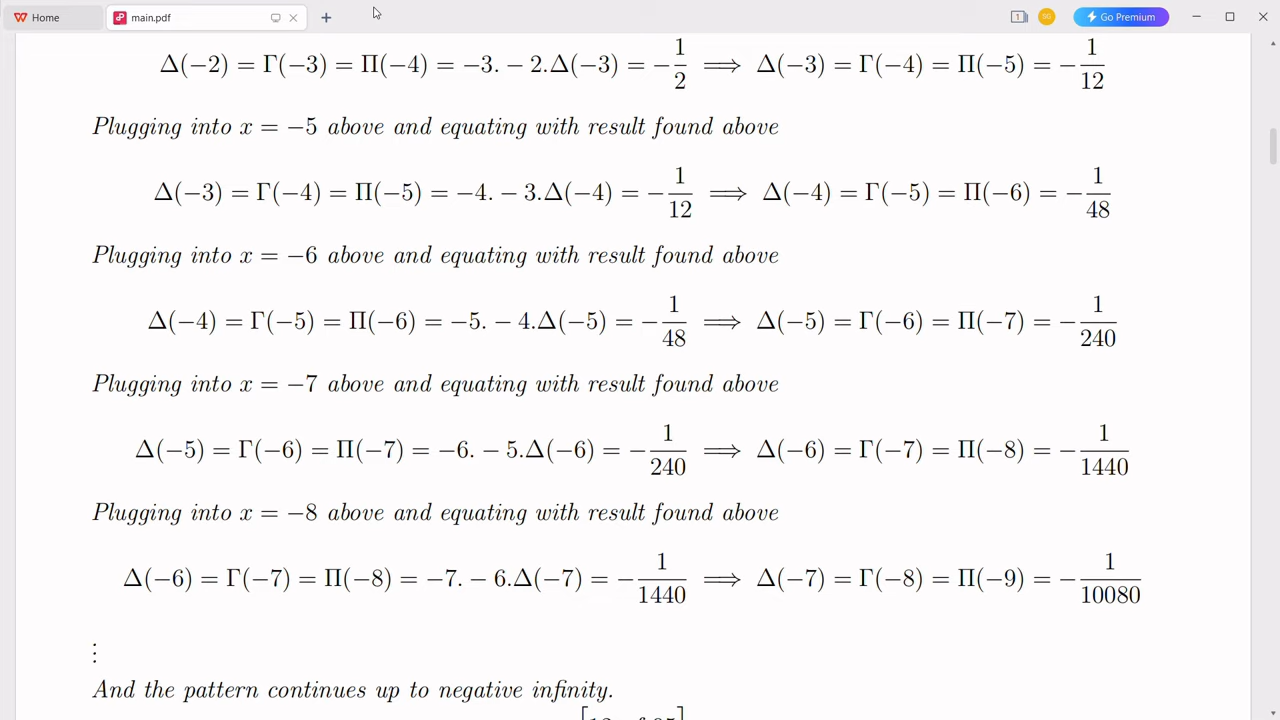 Home
main.pdf
1
SG
Go Premium
Δ(−2) = Γ(−3) = Π(−4) = −3. − 2.Δ(−3) = −1/2 ⟹ Δ(−3) = Γ(−4) = Π(−5) = −1/12
Plugging into x = −5 above and equating with result found above
Δ(−3) = Γ(−4) = Π(−5) = −4. − 3.Δ(−4) = −1/12 ⟹ Δ(−4) = Γ(−5) = Π(−6) = −1/48
Plugging into x = −6 above and equating with result found above
Δ(−4) = Γ(−5) = Π(−6) = −5. − 4.Δ(−5) = −1/48 ⟹ Δ(−5) = Γ(−6) = Π(−7) = −1/240
Plugging into x = −7 above and equating with result found above
Δ(−5) = Γ(−6) = Π(−7) = −6. − 5.Δ(−6) = −1/240 ⟹ Δ(−6) = Γ(−7) = Π(−8) = −1/1440
Plugging into x = −8 above and equating with result found above
Δ(−6) = Γ(−7) = Π(−8) = −7. − 6.Δ(−7) = −1/1440 ⟹ Δ(−7) = Γ(−8) = Π(−9) = −1/10080
⋮
And the pattern continues up to negative infinity.